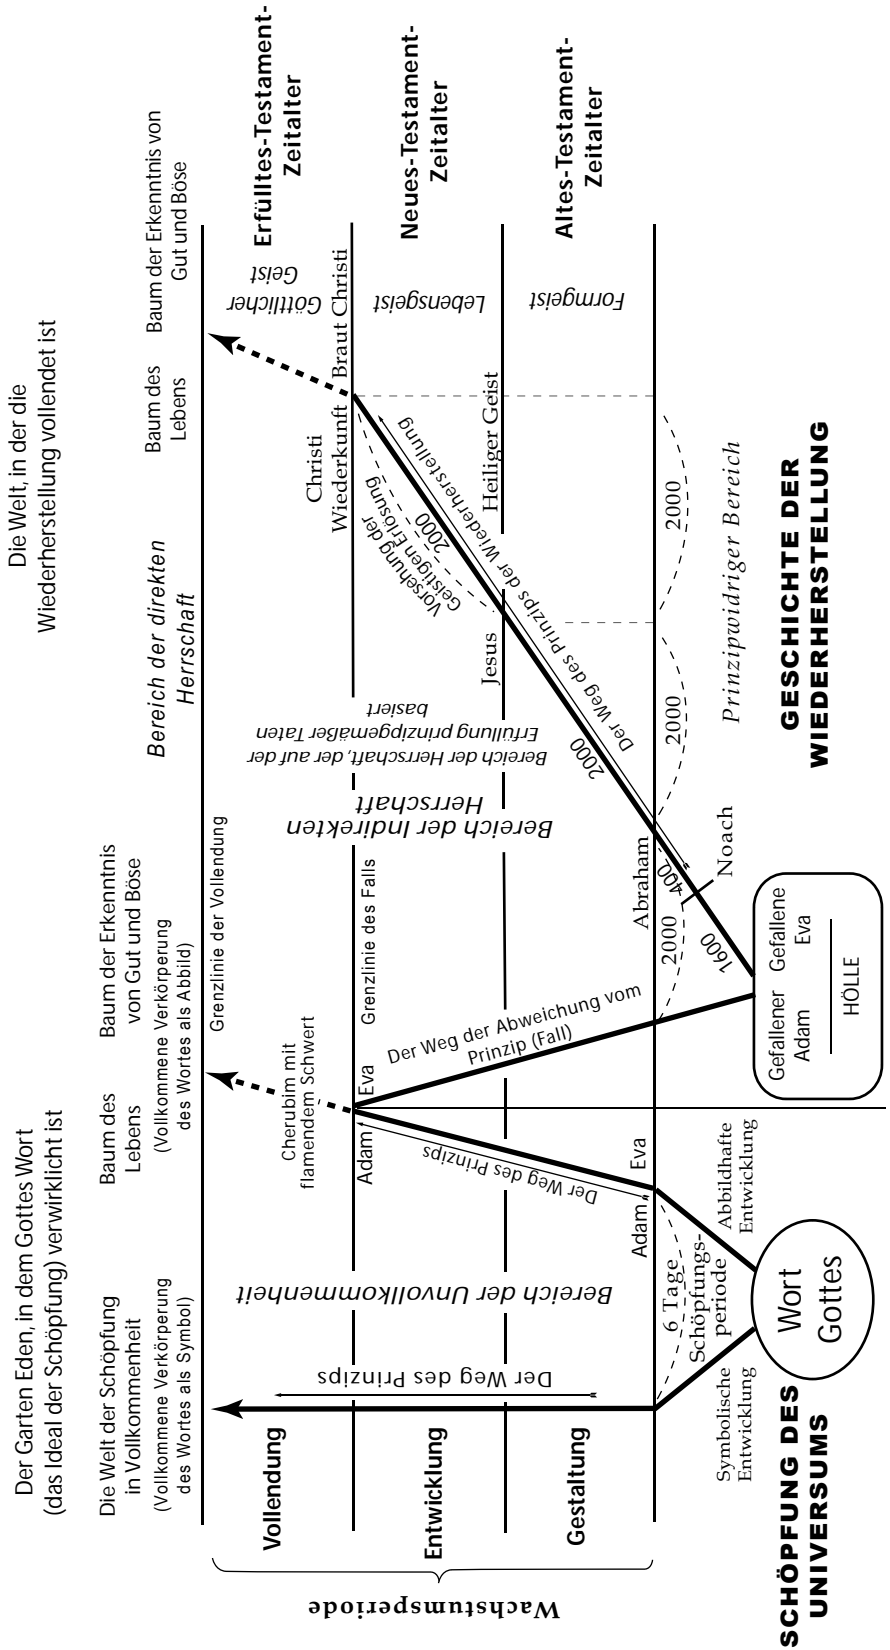 Der Garten Eden, in dem Gottes Wort
(das Ideal der Schöpfung) verwirklicht ist
Die Welt, in der die
Wiederherstellung vollendet ist
Die Welt der Schöpfung
in Vollkommenheit
(Vollkommene Verkörperung
des Wortes als Symbol)
Baum des
Lebens
Baum der Erkenntnis
von Gut und Böse
(Vollkommene Verkörperung
des Wortes als Abbild)
Bereich der direkten
Herrschaft
Baum des
Lebens
Baum der Erkenntnis von
Gut und Böse
Grenzlinie der Vollendung
Wachstumsperiode
Vollendung
Entwicklung
Gestaltung
Der Weg des Prinzips
Bereich der Unvollkommenheit
Cherubim mit
flamendem Schwert
Adam
Eva
Grenzlinie des Falls
Der Weg des Prinzips
Adam
Eva
Der Weg der Abweichung vom
Prinzip (Fall)
Bereich der Indirekten
Herrschaft
Bereich der Herrschaft, der auf der
Erfüllung prinzipgemäßer Taten
basiert
Christi
Wiederkunft
Braut Christi
Vorsehung der
Geistigen Erlösung
2000
Der Weg des Prinzips der Wiederherstellung
Jesus
Heiliger Geist
2000
Göttlicher
Geist
Lebensgeist
Formgeist
Erfülltes-Testament-
Zeitalter
Neues-Testament-
Zeitalter
Altes-Testament-
Zeitalter
6 Tage
Schöpfungs-
periode
Symbolische
Entwicklung
Abbildhafte
Entwicklung
Wort
Gottes
Abraham
2000
400
1600
Noach
2000
2000
Prinzipwidriger Bereich
Gefallener
Adam
Gefallene
Eva
HÖLLE
SCHÖPFUNG DES
UNIVERSUMS
GESCHICHTE DER
WIEDERHERSTELLUNG